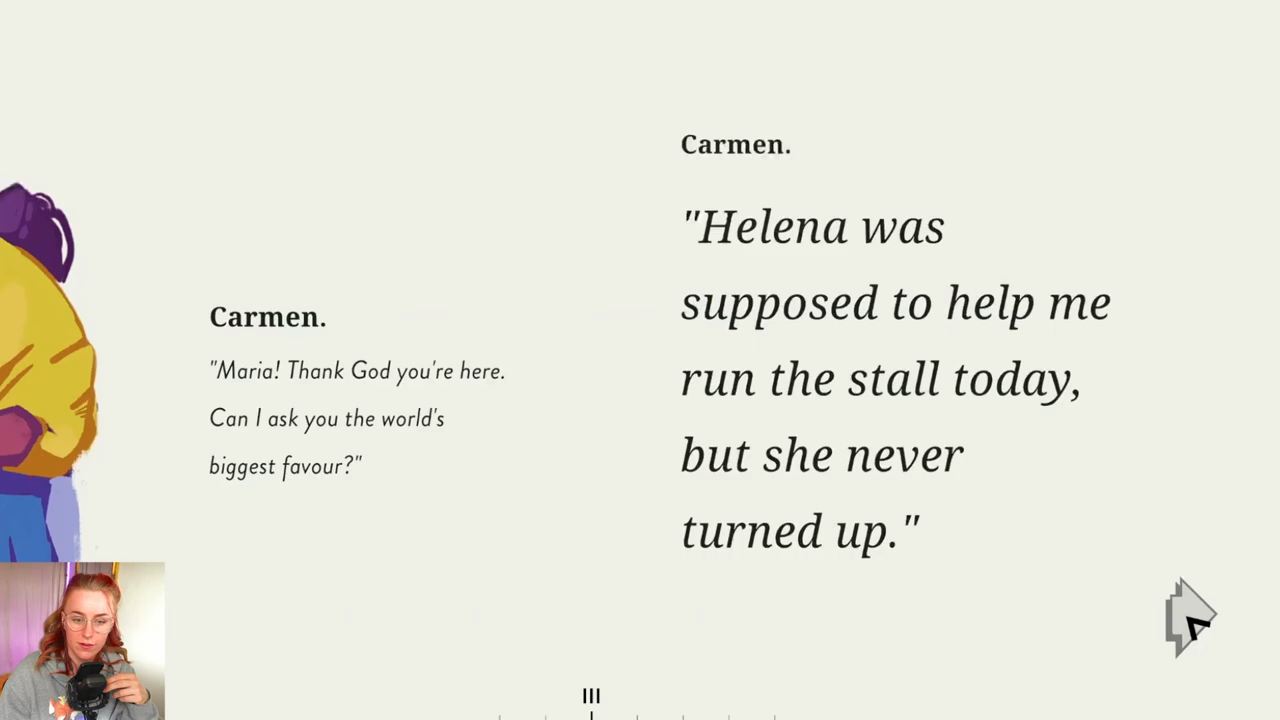 Carmen.
"Maria! Thank God you're here.
Can I ask you the world's
biggest favour?"
Carmen.
"Helena was
supposed to help me
run the stall today,
but she never
turned up."
III